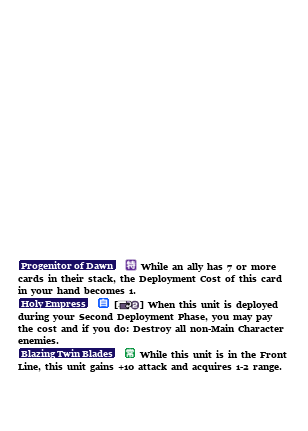 Progenitor of Dawn 特 While an ally has 7 or more
cards in their stack, the Deployment Cost of this card
in your hand becomes 1.
Holy Empress 自 [ ] When this unit is deployed
during your Second Deployment Phase, you may pay
the cost and if you do: Destroy all non-Main Character
enemies.
Blazing Twin Blades 常 While this unit is in the Front
Line, this unit gains +10 attack and acquires 1-2 range.